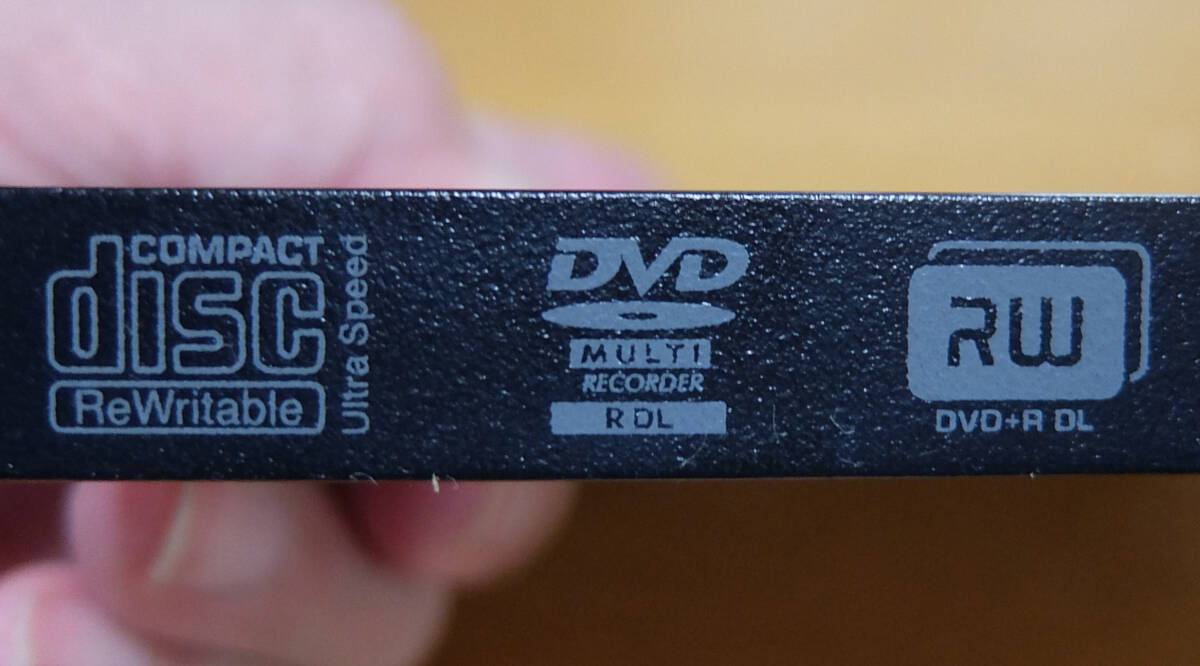 COMPACT
disc
ReWritable
Ultra Speed
DVD
MULTI
RECORDER
R DL
RW
DVD+R DL